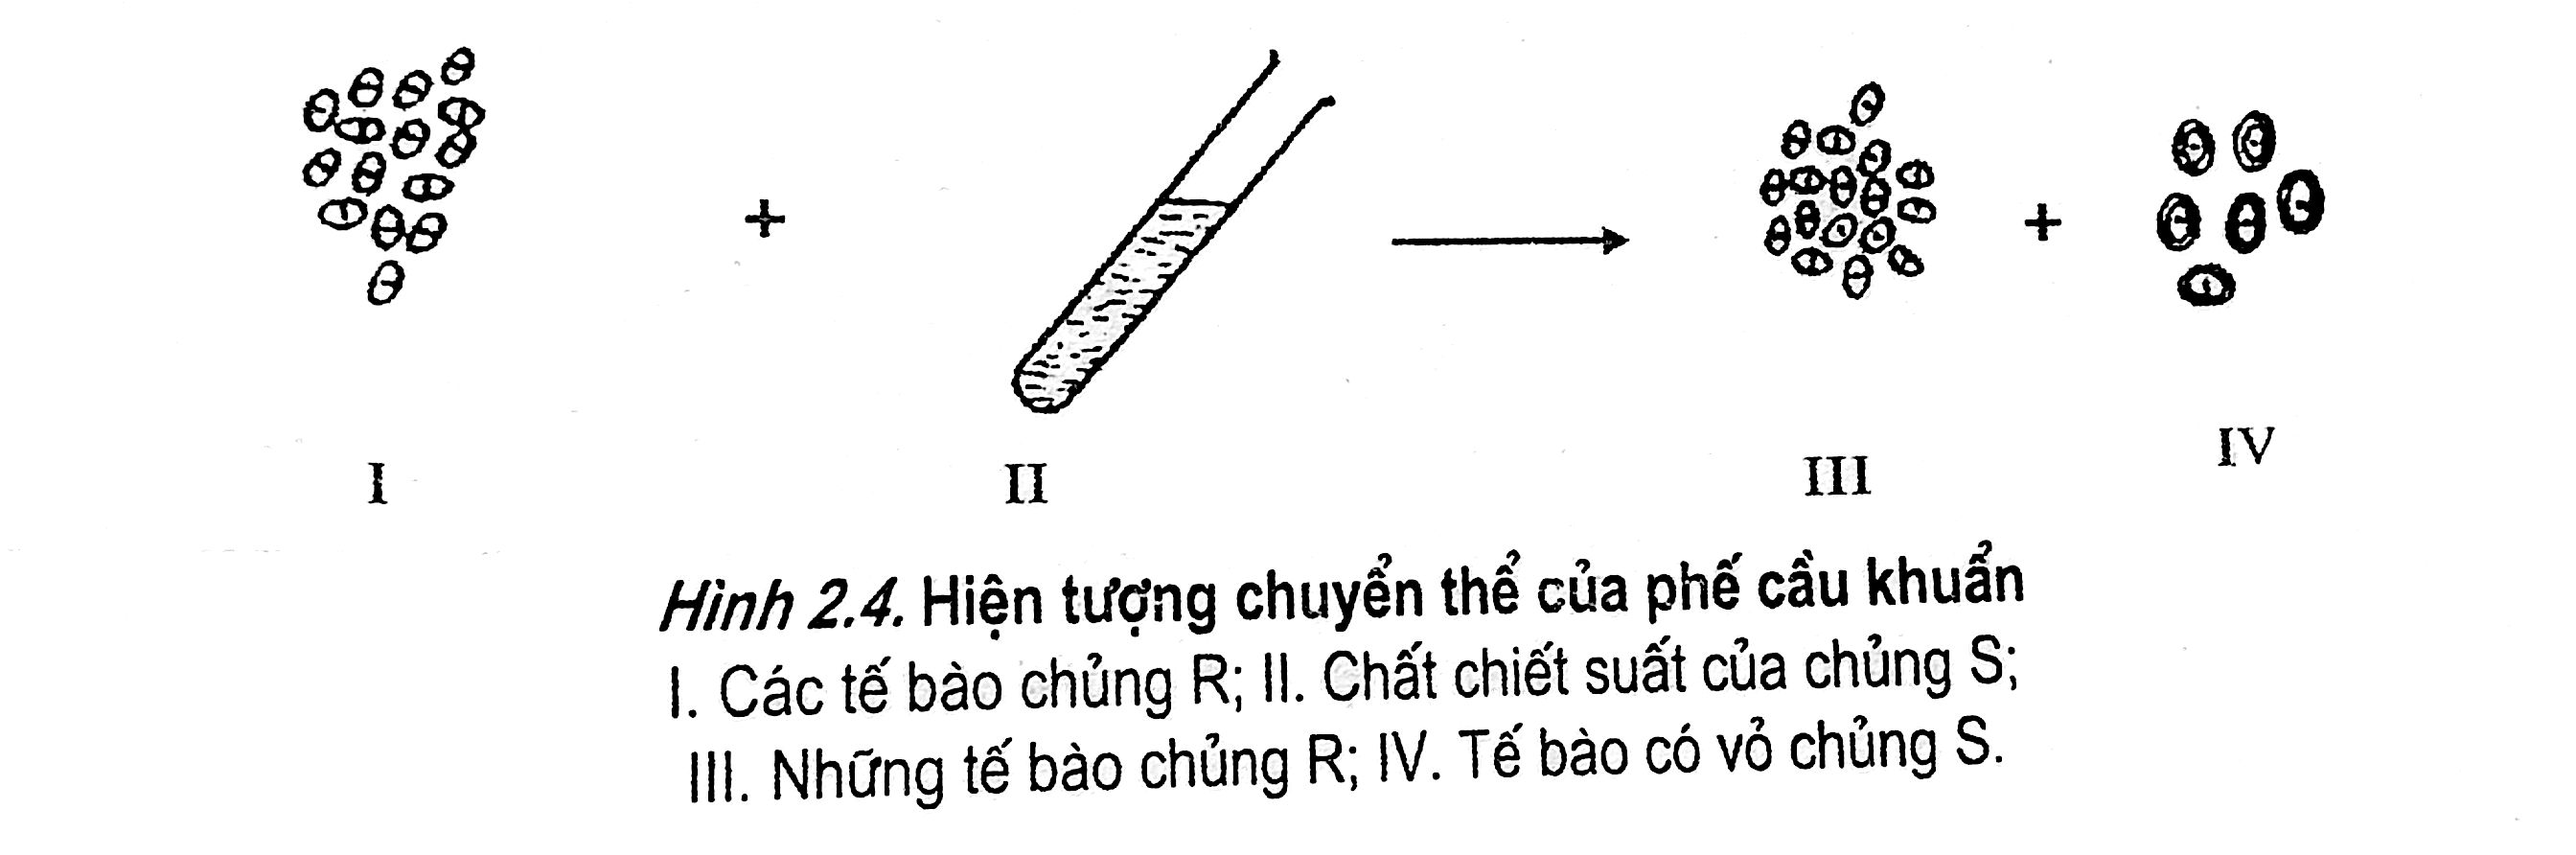 +
+
I
II
III
IV
Hình 2.4. Hiện tượng chuyển thể của phế cầu khuẩn
I. Các tế bào chủng R; II. Chất chiết suất của chủng S;
III. Những tế bào chủng R; IV. Tế bào có vỏ chủng S.